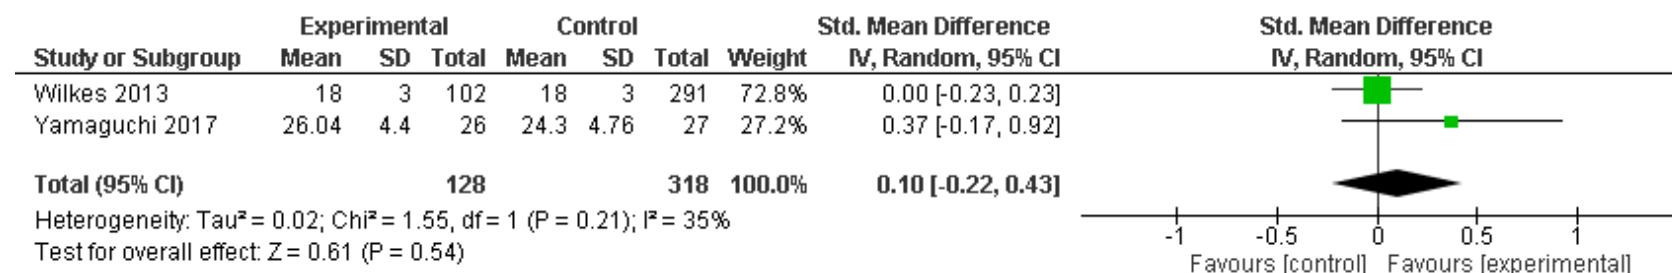 Experimental Control Std. Mean Difference Std. Mean Difference
Study or Subgroup Mean SD Total Mean SD Total Weight IV, Random, 95% CI IV, Random, 95% CI
Wilkes 2013 18 3 102 18 3 291 72.8% 0.00 [-0.23, 0.23]
Yamaguchi 2017 26.04 4.4 26 24.3 4.76 27 27.2% 0.37 [-0.17, 0.92]
Total (95% CI) 128 318 100.0% 0.10 [-0.22, 0.43]
Heterogeneity: Tau² = 0.02; Chi² = 1.55, df = 1 (P = 0.21); I² = 35%
Test for overall effect: Z = 0.61 (P = 0.54)
-1 -0.5 0 0.5 1
Favours [control] Favours [experimental]